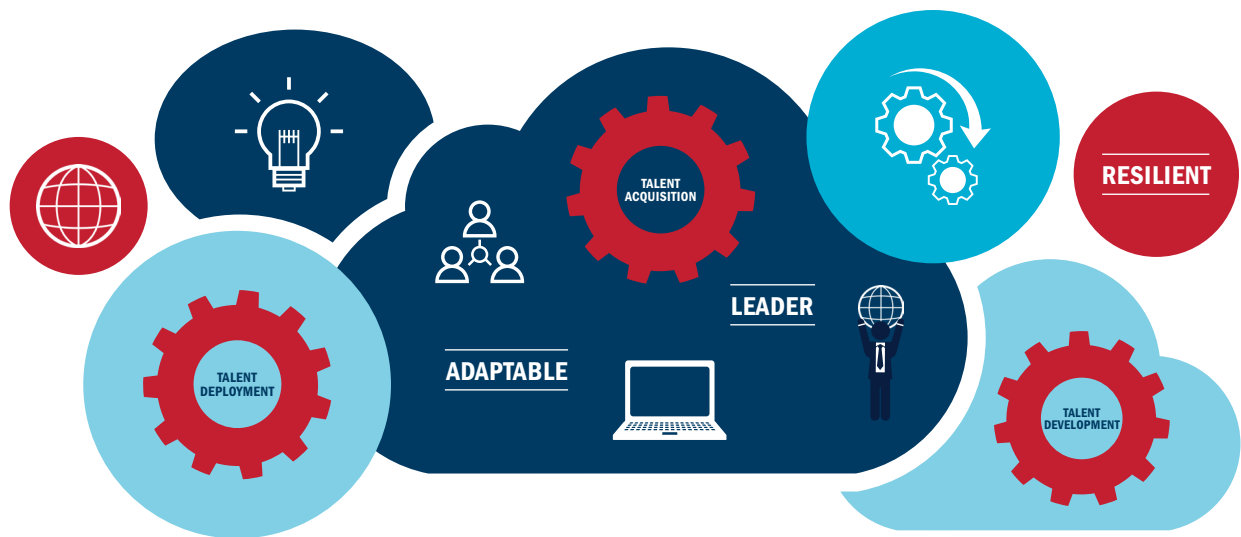 TALENT
ACQUISITION
RESILIENT
LEADER
ADAPTABLE
TALENT
DEPLOYMENT
TALENT
DEVELOPMENT